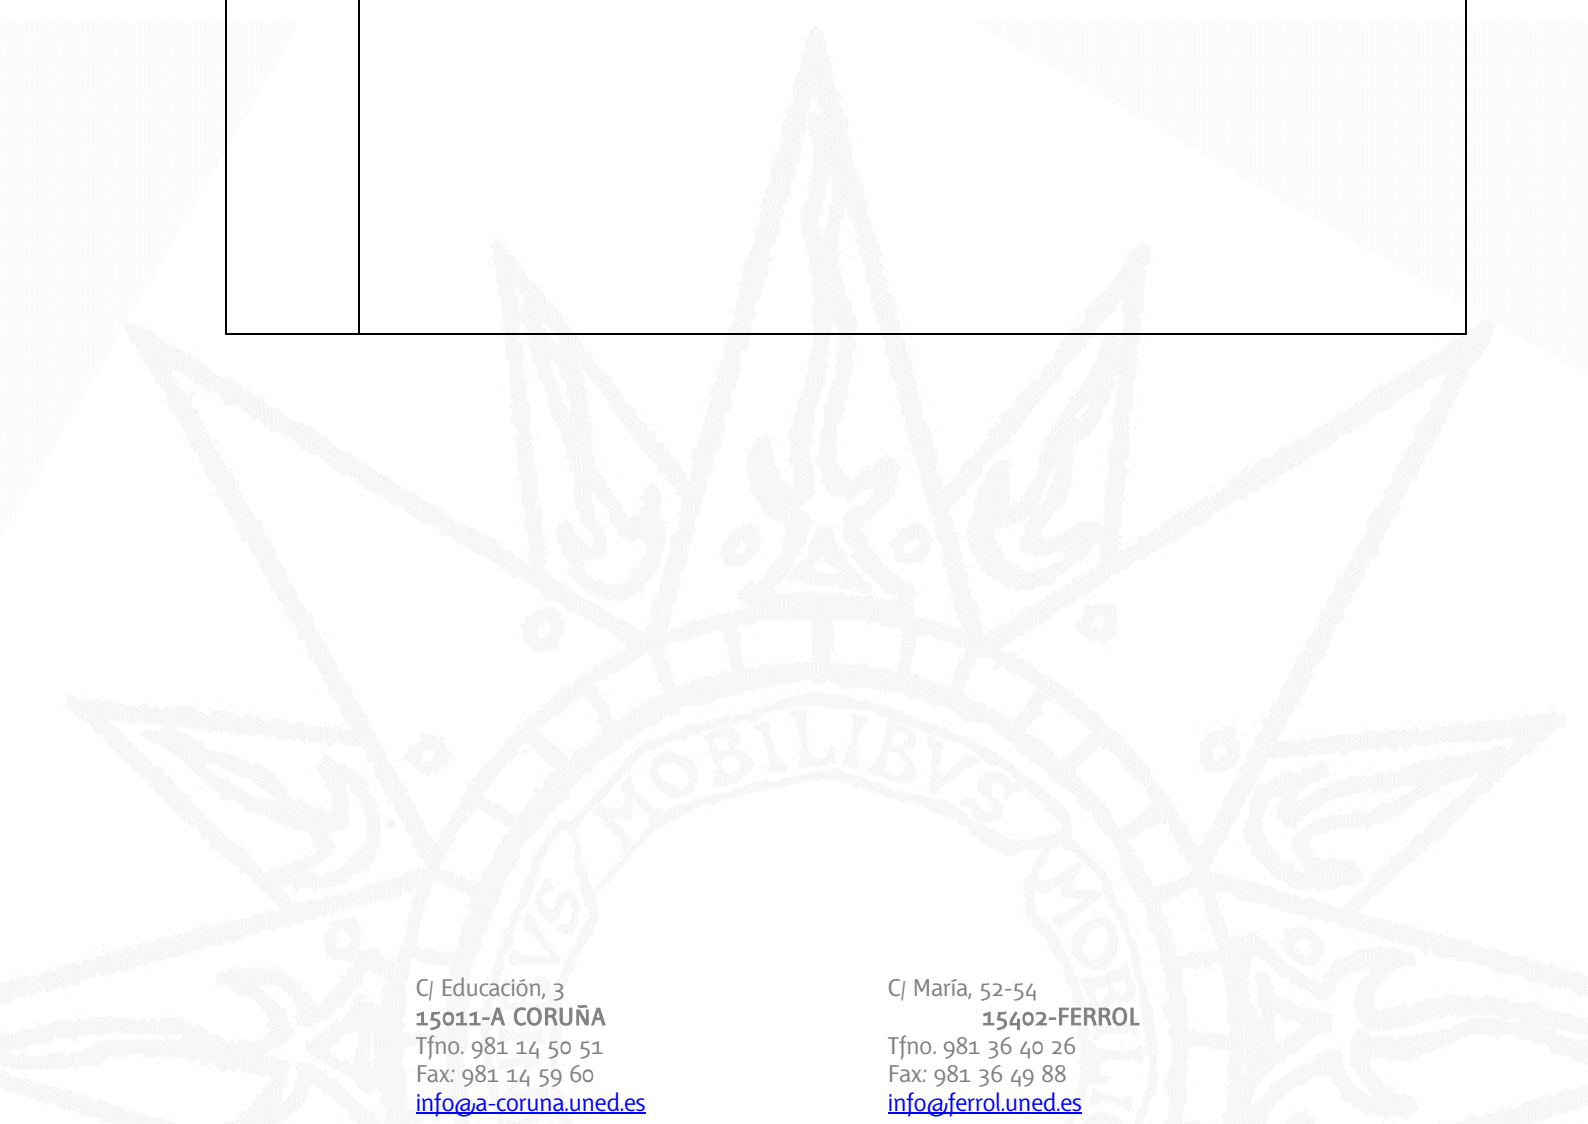 MOBILIBVS
C/ Educación, 3
15011-A CORUÑA
Tfno. 981 14 50 51
Fax: 981 14 59 60
info@a-coruna.uned.es
C/ María, 52-54
15402-FERROL
Tfno. 981 36 40 26
Fax: 981 36 49 88
info@ferrol.uned.es